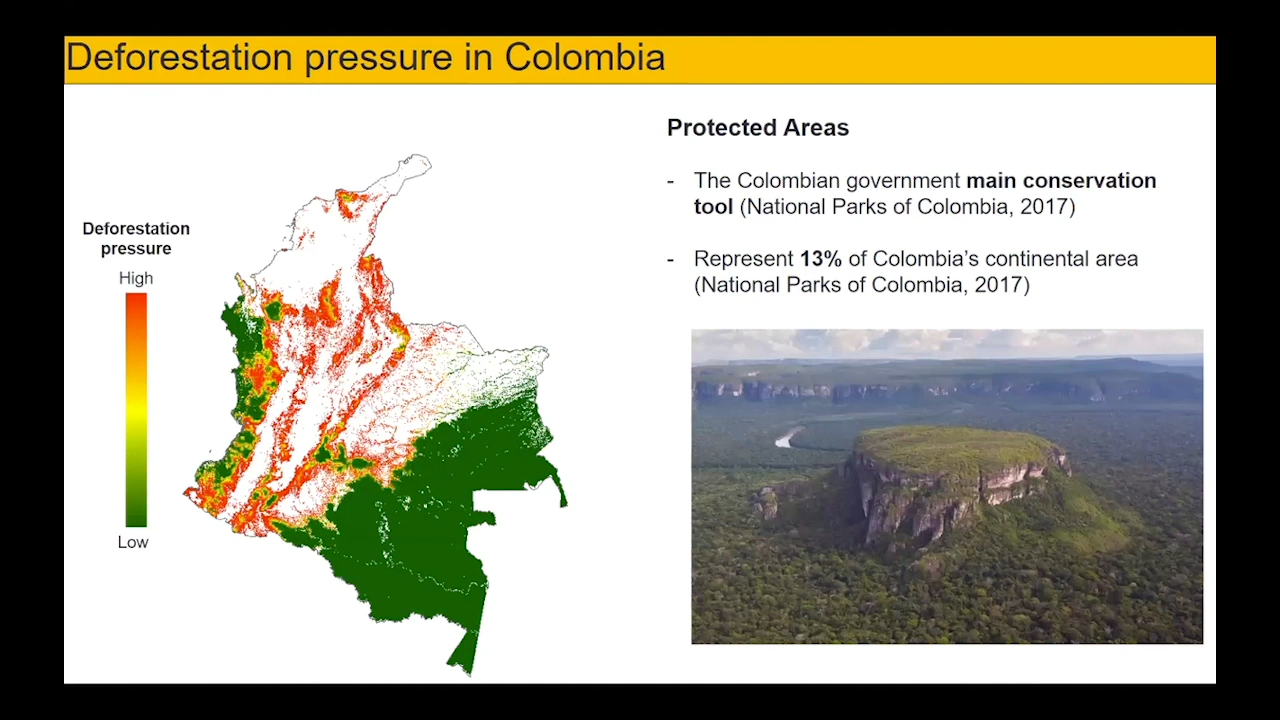 Deforestation pressure in Colombia
Deforestation
pressure
High
Low
Protected Areas
- The Colombian government main conservation
tool (National Parks of Colombia, 2017)
- Represent 13% of Colombia's continental area
(National Parks of Colombia, 2017)